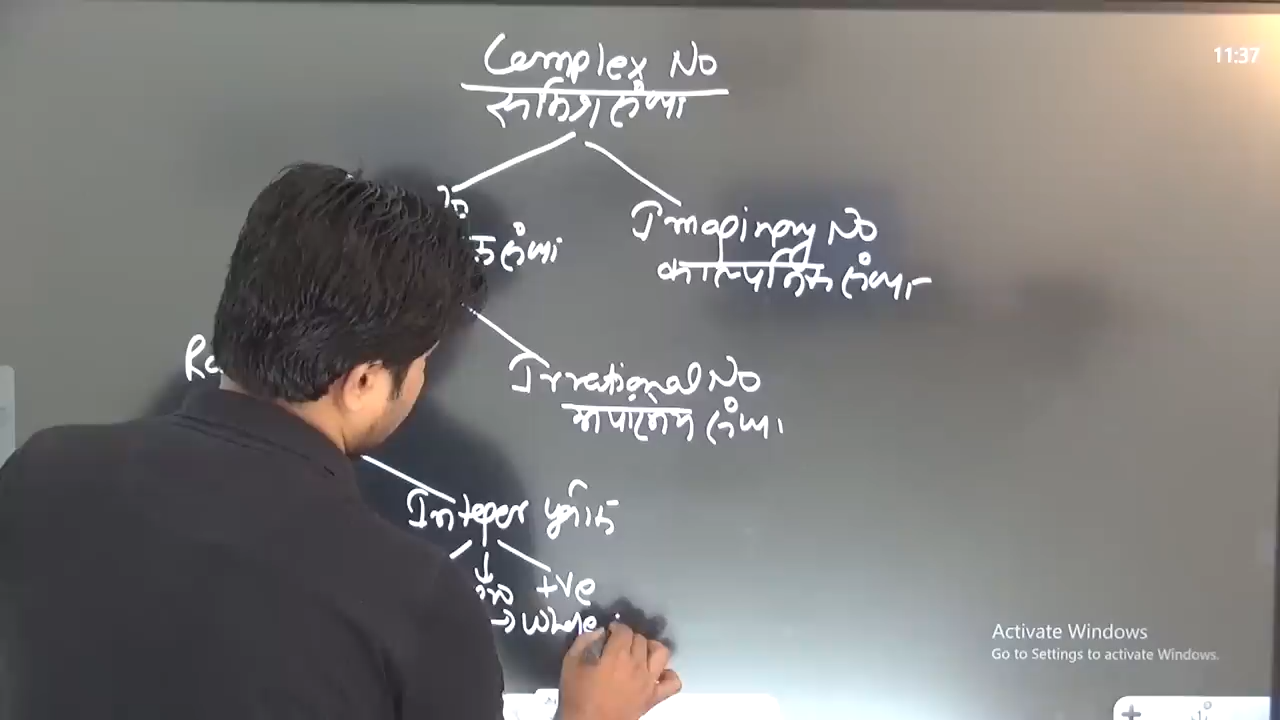 11:37
Complex No
समिश्र संख्या
Imaginary No
काल्पनिक संख्या
संख्या
Irrational No
संख्या
Integer पूर्णांक
+ve
→ Whole
Activate Windows
Go to Settings to activate Windows.